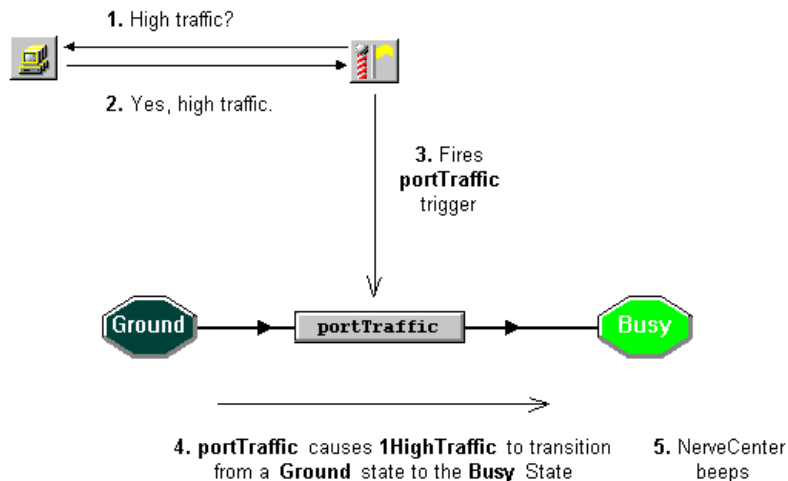 1. High traffic?
2. Yes, high traffic.
3. Fires
portTraffic
trigger
Ground
portTraffic
Busy
4. portTraffic causes 1HighTraffic to transition
from a Ground state to the Busy State
5. NerveCenter
beeps